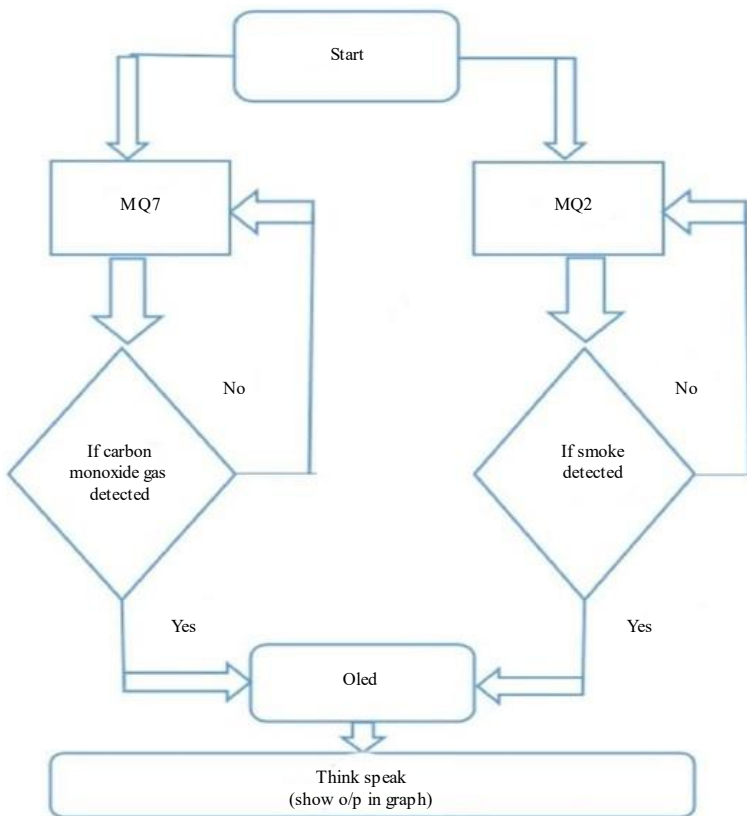 Start
MQ7
MQ2
No
No
If carbon
monoxide gas
detected
If smoke
detected
Yes
Yes
Oled
Think speak
(show o/p in graph)